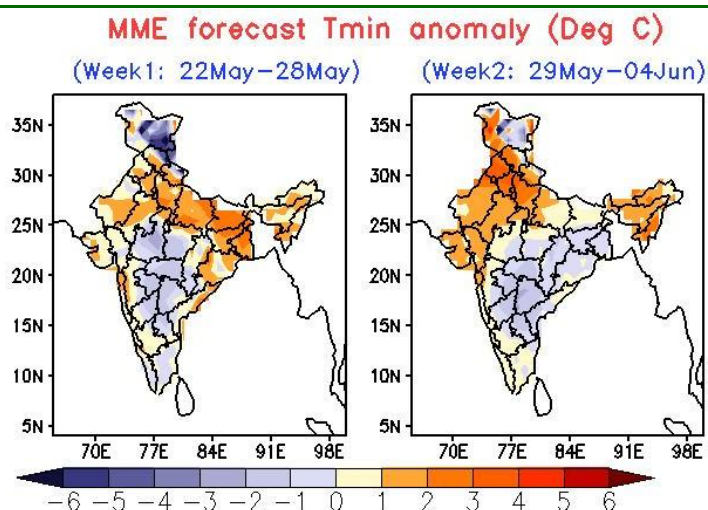 MME forecast Tmin anomaly (Deg C)
(Week1: 22May-28May)
(Week2: 29May-04Jun)
35N
30N
25N
20N
15N
10N
5N
70E 77E 84E 91E 98E
35N
30N
25N
20N
15N
10N
5N
70E 77E 84E 91E 98E
-6 -5 -4 -3 -2 -1 0 1 2 3 4 5 6